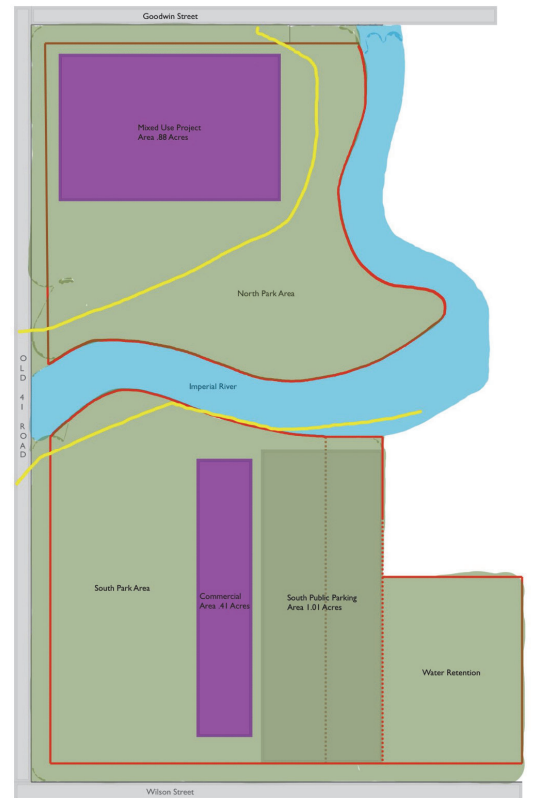 Goodwin Street
Mixed Use Project
Area .88 Acres
North Park Area
OLD 41 ROAD
Imperial River
South Park Area
Commercial
Area .41 Acres
South Public Parking
Area 1.01 Acres
Water Retention
Wilson Street